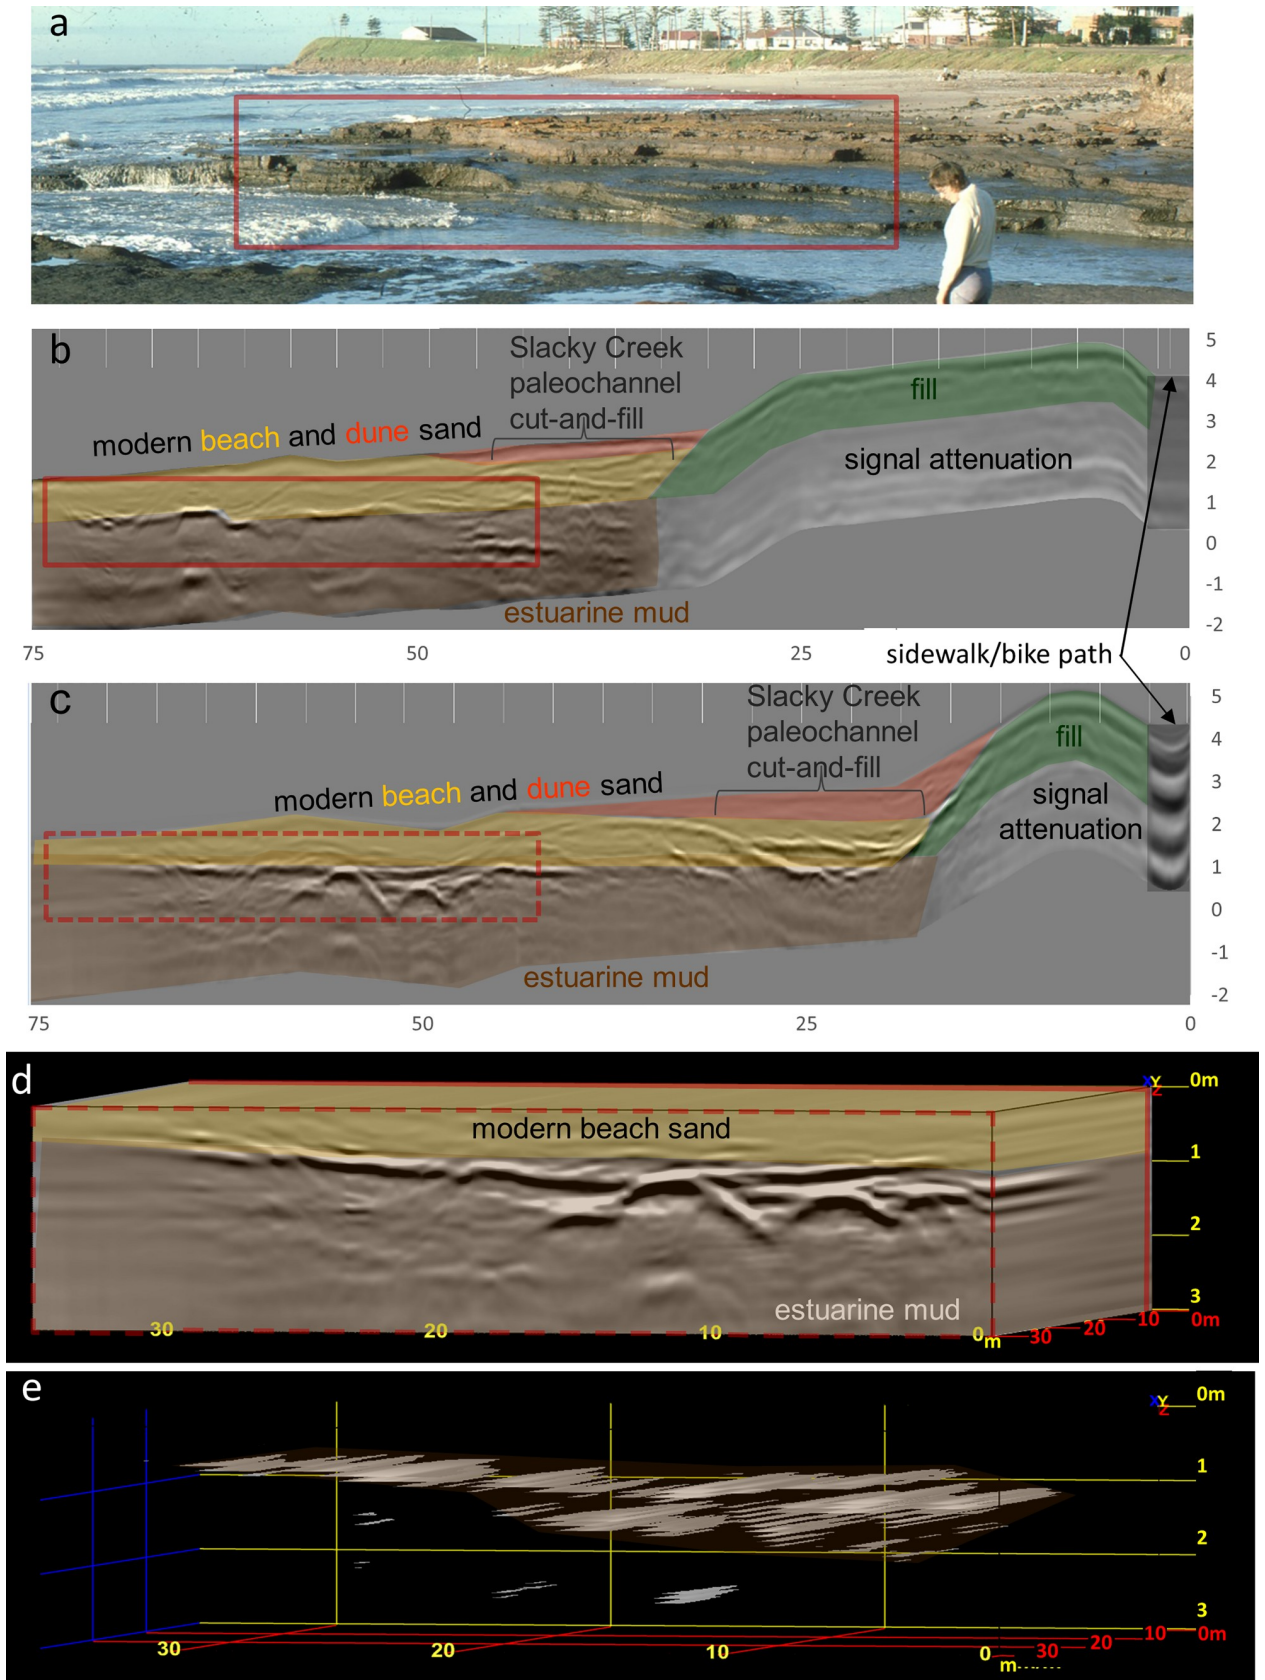 a
b
Slacky Creek
paleochannel
cut-and-fill
modern beach and dune sand
fill
signal attenuation
estuarine mud
5
4
3
2
1
0
-1
-2
75
50
25
0
sidewalk/bike path
c
Slacky Creek
paleochannel
cut-and-fill
modern beach and dune sand
fill
signal
attenuation
estuarine mud
5
4
3
2
1
0
-1
-2
75
50
25
0
d
modern beach sand
estuarine mud
XY
Z
0m
1
2
3
30
20
10
0
m
30
20
10
0m
e
XY
Z
0m
1
2
3
30
20
10
0
m
30
20
10
0m